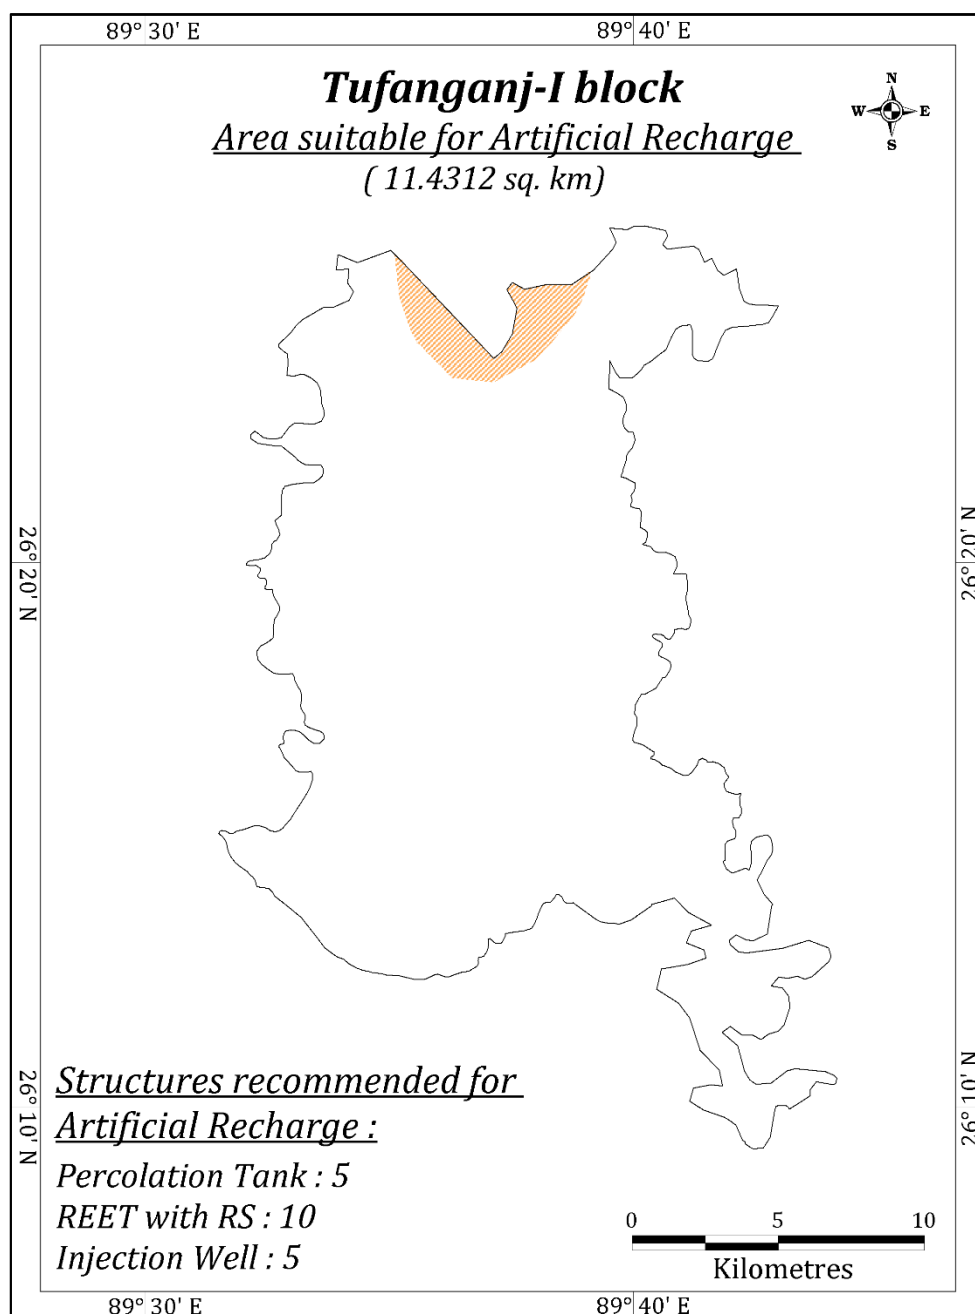 89° 30' E 89° 40' E
Tufanganj-I block
Area suitable for Artificial Recharge
( 11.4312 sq. km)
N
W E
S
26° 20' N 26° 20' N
26° 10' N 26° 10' N
Structures recommended for
Artificial Recharge :
Percolation Tank : 5
REET with RS : 10
Injection Well : 5
0 5 10
Kilometres
89° 30' E 89° 40' E